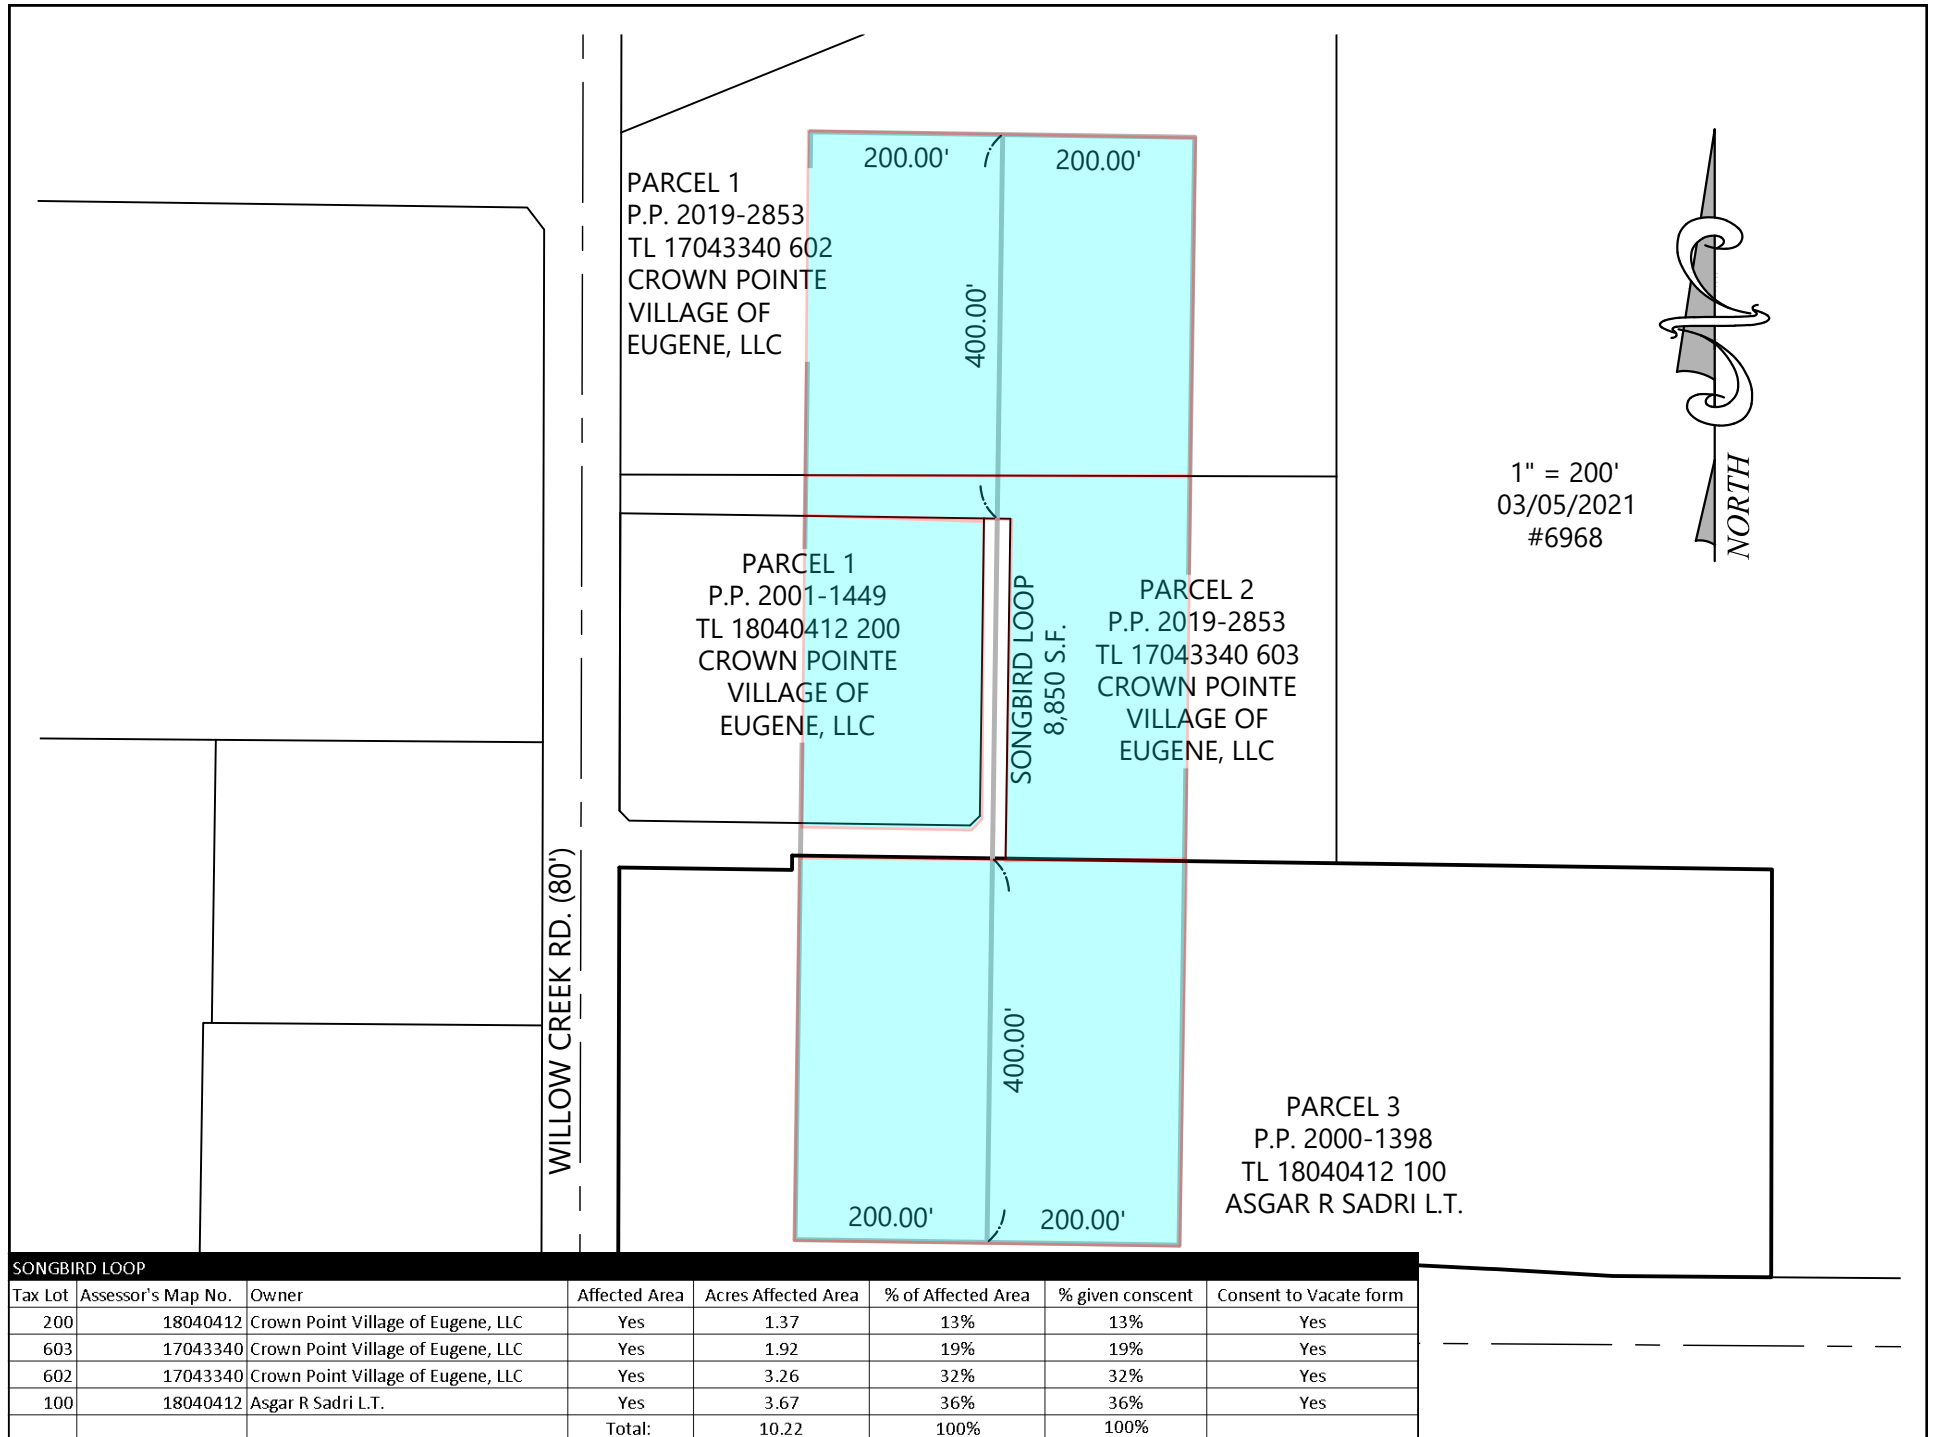 200.00'
200.00'
PARCEL 1
P.P. 2019-2853
TL 17043340 602
CROWN POINTE
VILLAGE OF
EUGENE, LLC
400.00'
1" = 200'
03/05/2021
#6968
NORTH
PARCEL 1
P.P. 2001-1449
TL 18040412 200
CROWN POINTE
VILLAGE OF
EUGENE, LLC
SONGBIRD LOOP
8,850 S.F.
PARCEL 2
P.P. 2019-2853
TL 17043340 603
CROWN POINTE
VILLAGE OF
EUGENE, LLC
WILLOW CREEK RD. (80')
400.00'
PARCEL 3
P.P. 2000-1398
TL 18040412 100
ASGAR R SADRI L.T.
200.00'
200.00'
SONGBIRD LOOP
Tax Lot Assessor's Map No. Owner Affected Area Acres Affected Area % of Affected Area % given conscent Consent to Vacate form
200 18040412 Crown Point Village of Eugene, LLC Yes 1.37 13% 13% Yes
603 17043340 Crown Point Village of Eugene, LLC Yes 1.92 19% 19% Yes
602 17043340 Crown Point Village of Eugene, LLC Yes 3.26 32% 32% Yes
100 18040412 Asgar R Sadri L.T. Yes 3.67 36% 36% Yes
Total: 10.22 100% 100%